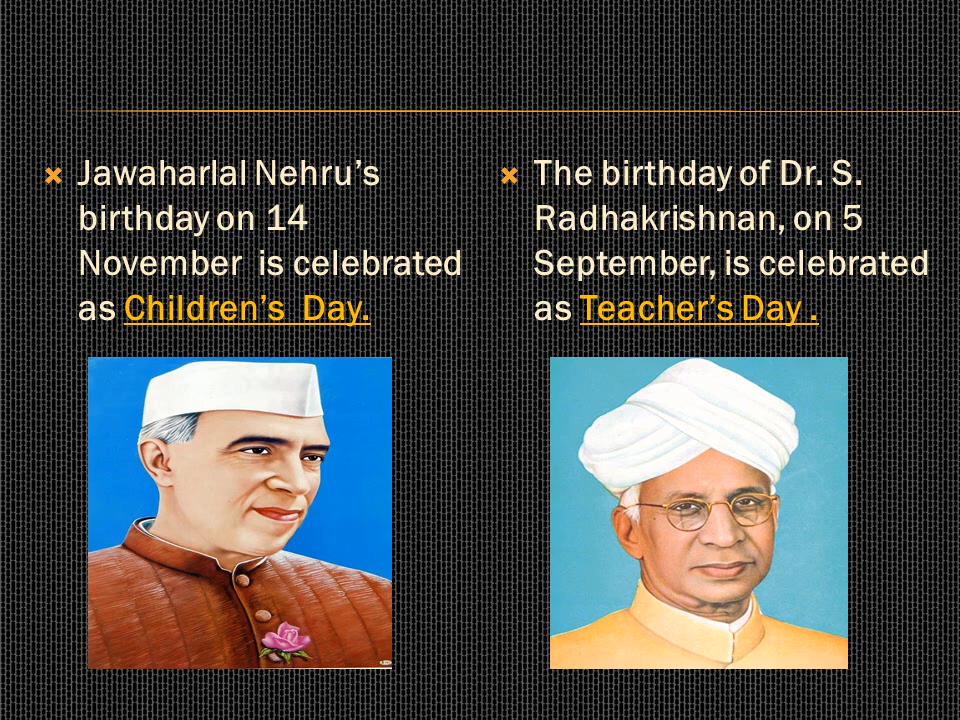 Jawaharlal Nehru’s
birthday on 14
November  is celebrated
as Children’s  Day.
The birthday of Dr. S.
Radhakrishnan, on 5
September, is celebrated
as Teacher’s Day .